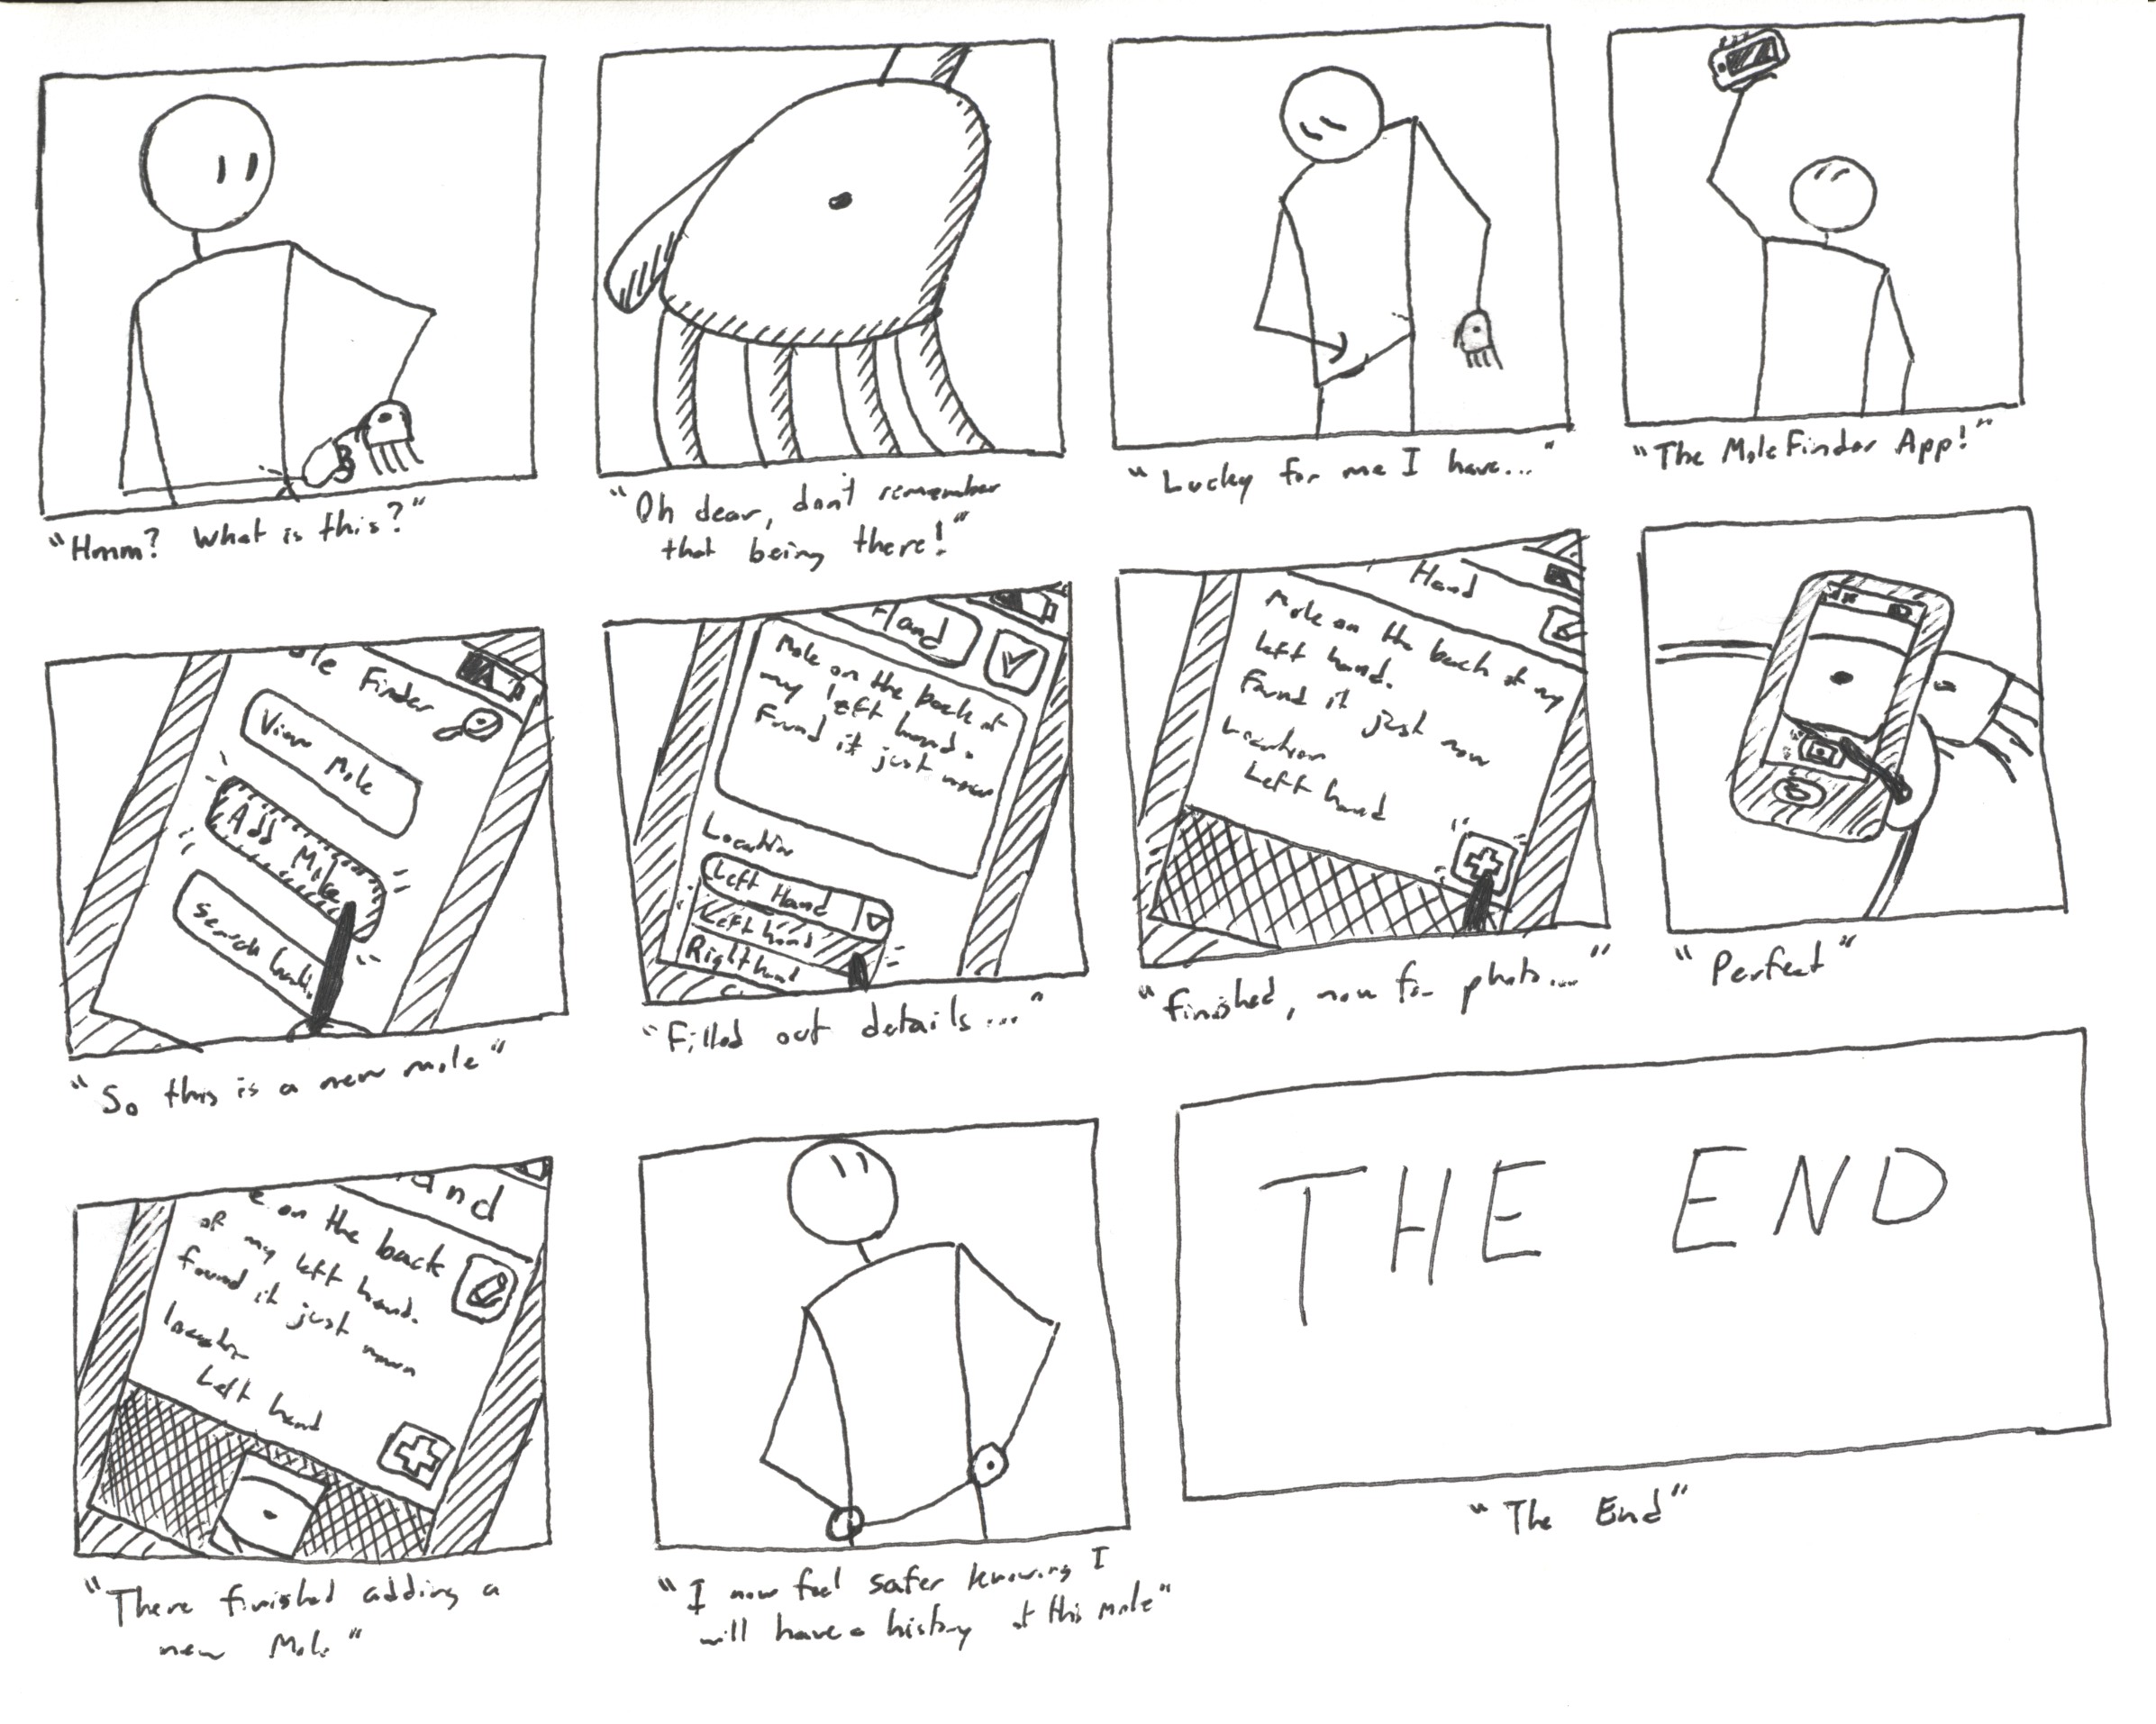 "Hmm? What is this?"
"Oh dear, don't remember
that being there!"
"Lucky for me I have..."
"The MoleFinder App!"
ole Finder
View Mole
Add Mole
Search
"So this is a new mole"
Hand
Mole on the back of
my left hand.
Found it just now
Location
Left Hand
Left hand
Right hand
"Filled out details..."
Hand
Mole on the back of my
left hand.
Found it just now
Location
Left hand
"finished, now for photo..."
"Perfect"
and
e on the back
of my left hand.
found it just now
Left hand
"There finished adding a
new Mole"
"I now feel safer knowing I
will have a history of this mole"
THE END
"The End"